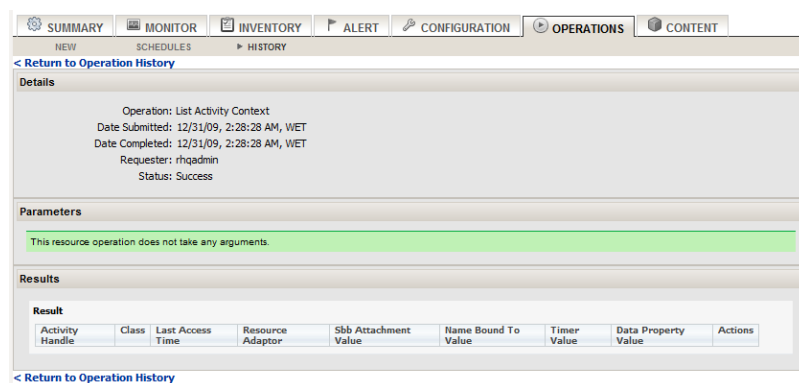 SUMMARY MONITOR INVENTORY ALERT CONFIGURATION OPERATIONS CONTENT
NEW SCHEDULES HISTORY
< Return to Operation History
Details
Operation: List Activity Context
Date Submitted: 12/31/09, 2:28:28 AM, WET
Date Completed: 12/31/09, 2:28:28 AM, WET
Requester: rhqadmin
Status: Success
Parameters
This resource operation does not take any arguments.
Results
Result
Activity Class Last Access Resource Sbb Attachment Name Bound To Timer Data Property Actions
Handle Time Adaptor Value Value Value Value
< Return to Operation History